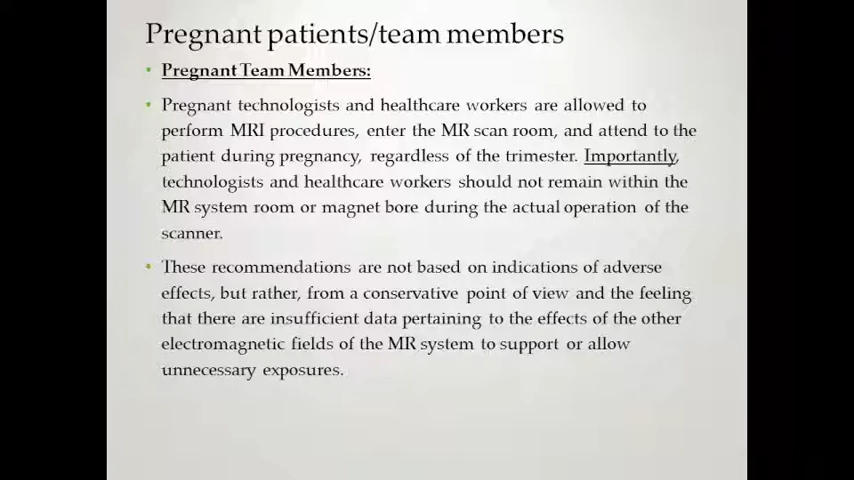 Pregnant patients/team members
• Pregnant Team Members:
• Pregnant technologists and healthcare workers are allowed to
perform MRI procedures, enter the MR scan room, and attend to the
patient during pregnancy, regardless of the trimester. Importantly,
technologists and healthcare workers should not remain within the
MR system room or magnet bore during the actual operation of the
scanner.
• These recommendations are not based on indications of adverse
effects, but rather, from a conservative point of view and the feeling
that there are insufficient data pertaining to the effects of the other
electromagnetic fields of the MR system to support or allow
unnecessary exposures.